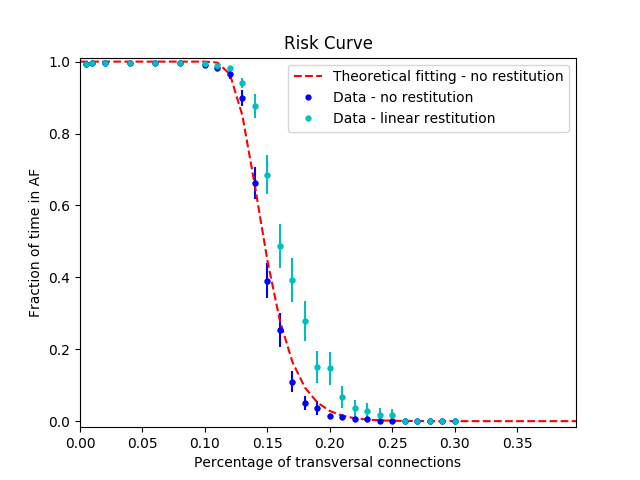 Risk Curve
Theoretical fitting - no restitution
Data - no restitution
Data - linear restitution
Fraction of time in AF
1.0
0.8
0.6
0.4
0.2
0.0
0.00 0.05 0.10 0.15 0.20 0.25 0.30 0.35
Percentage of transversal connections